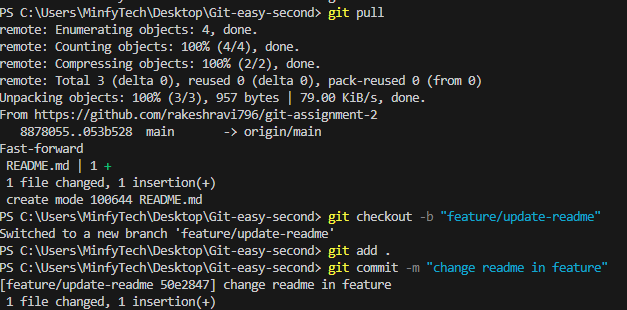 PS C:\Users\MinfyTech\Desktop\Git-easy-second> git pull
remote: Enumerating objects: 4, done.
remote: Counting objects: 100% (4/4), done.
remote: Compressing objects: 100% (2/2), done.
remote: Total 3 (delta 0), reused 0 (delta 0), pack-reused 0 (from 0)
Unpacking objects: 100% (3/3), 957 bytes | 79.00 KiB/s, done.
From https://github.com/rakeshravi796/git-assignment-2
   8878055..053b528  main       -> origin/main
Fast-forward
 README.md | 1 +
 1 file changed, 1 insertion(+)
 create mode 100644 README.md
PS C:\Users\MinfyTech\Desktop\Git-easy-second> git checkout -b "feature/update-readme"
Switched to a new branch 'feature/update-readme'
PS C:\Users\MinfyTech\Desktop\Git-easy-second> git add .
PS C:\Users\MinfyTech\Desktop\Git-easy-second> git commit -m "change readme in feature"
[feature/update-readme 50e2847] change readme in feature
 1 file changed, 1 insertion(+)